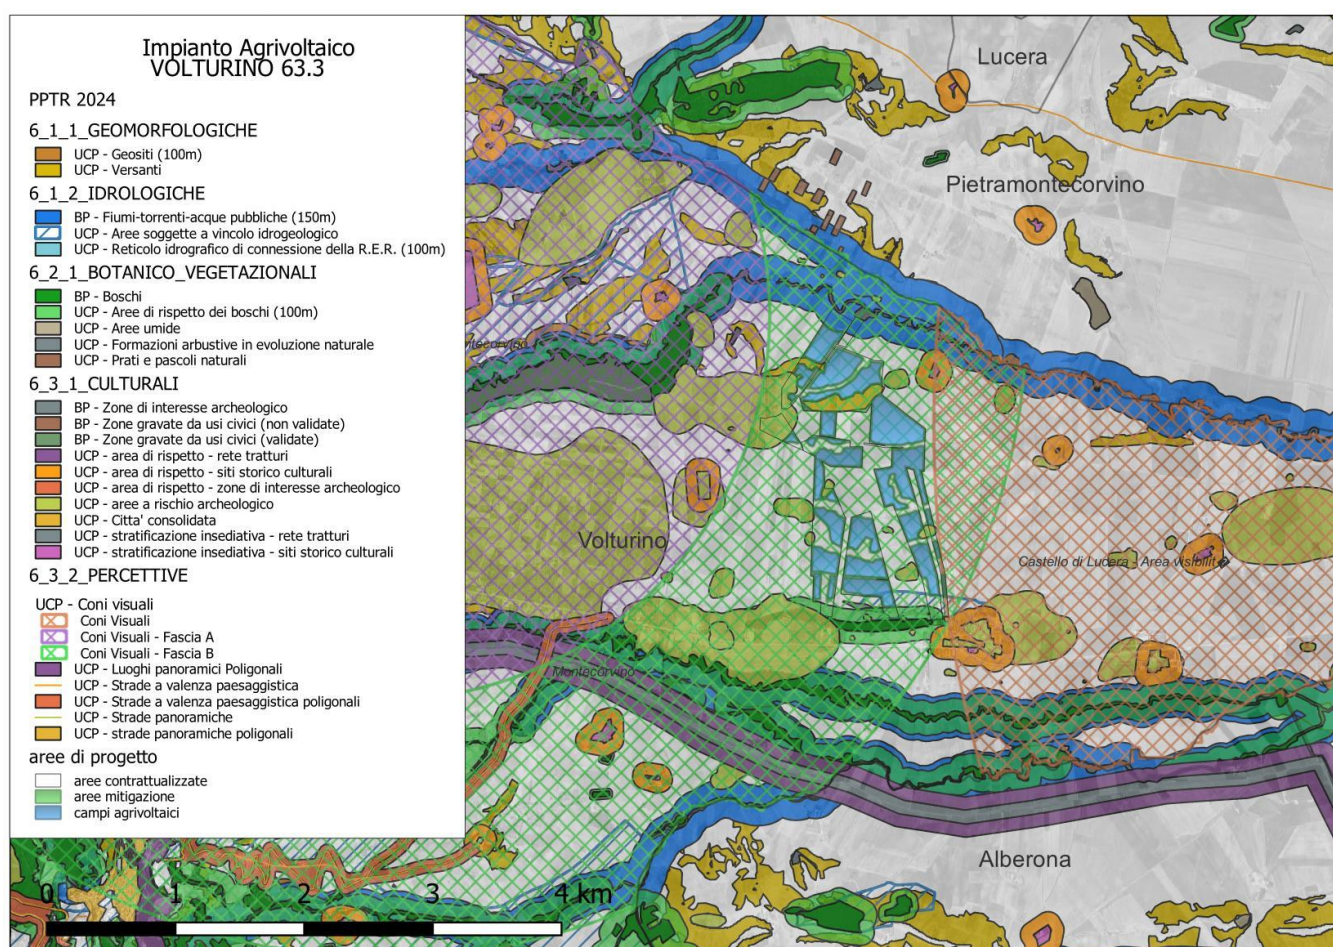 Impianto Agrivoltaico
VOLTURINO 63.3
PPTR 2024
6_1_1_GEOMORFOLOGICHE
UCP - Geositi (100m)
UCP - Versanti
6_1_2_IDROLOGICHE
BP - Fiumi-torrenti-acque pubbliche (150m)
UCP - Aree soggette a vincolo idrogeologico
UCP - Reticolo idrografico di connessione della R.E.R. (100m)
6_2_1_BOTANICO_VEGETAZIONALI
BP - Boschi
UCP - Aree di rispetto dei boschi (100m)
UCP - Aree umide
UCP - Formazioni arbustive in evoluzione naturale
UCP - Prati e pascoli naturali
6_3_1_CULTURALI
BP - Zone di interesse archeologico
BP - Zone gravate da usi civici (non validate)
BP - Zone gravate da usi civici (validate)
UCP - area di rispetto - rete tratturi
UCP - area di rispetto - siti storico culturali
UCP - area di rispetto - zone di interesse archeologico
UCP - aree a rischio archeologico
UCP - Citta' consolidata
UCP - stratificazione insediativa - rete tratturi
UCP - stratificazione insediativa - siti storico culturali
6_3_2_PERCETTIVE
UCP - Coni visuali
Coni Visuali
Coni Visuali - Fascia A
Coni Visuali - Fascia B
UCP - Luoghi panoramici Poligonali
UCP - Strade a valenza paesaggistica
UCP - Strade a valenza paesaggistica poligonali
UCP - Strade panoramiche
UCP - strade panoramiche poligonali
aree di progetto
aree contrattualizzate
aree mitigazione
campi agrivoltaici
Lucera
Pietramontecorvino
Volturino
Castello di Lucera - Area visibilit�
Montecorvino
Alberona
0 1 2 3 4 km